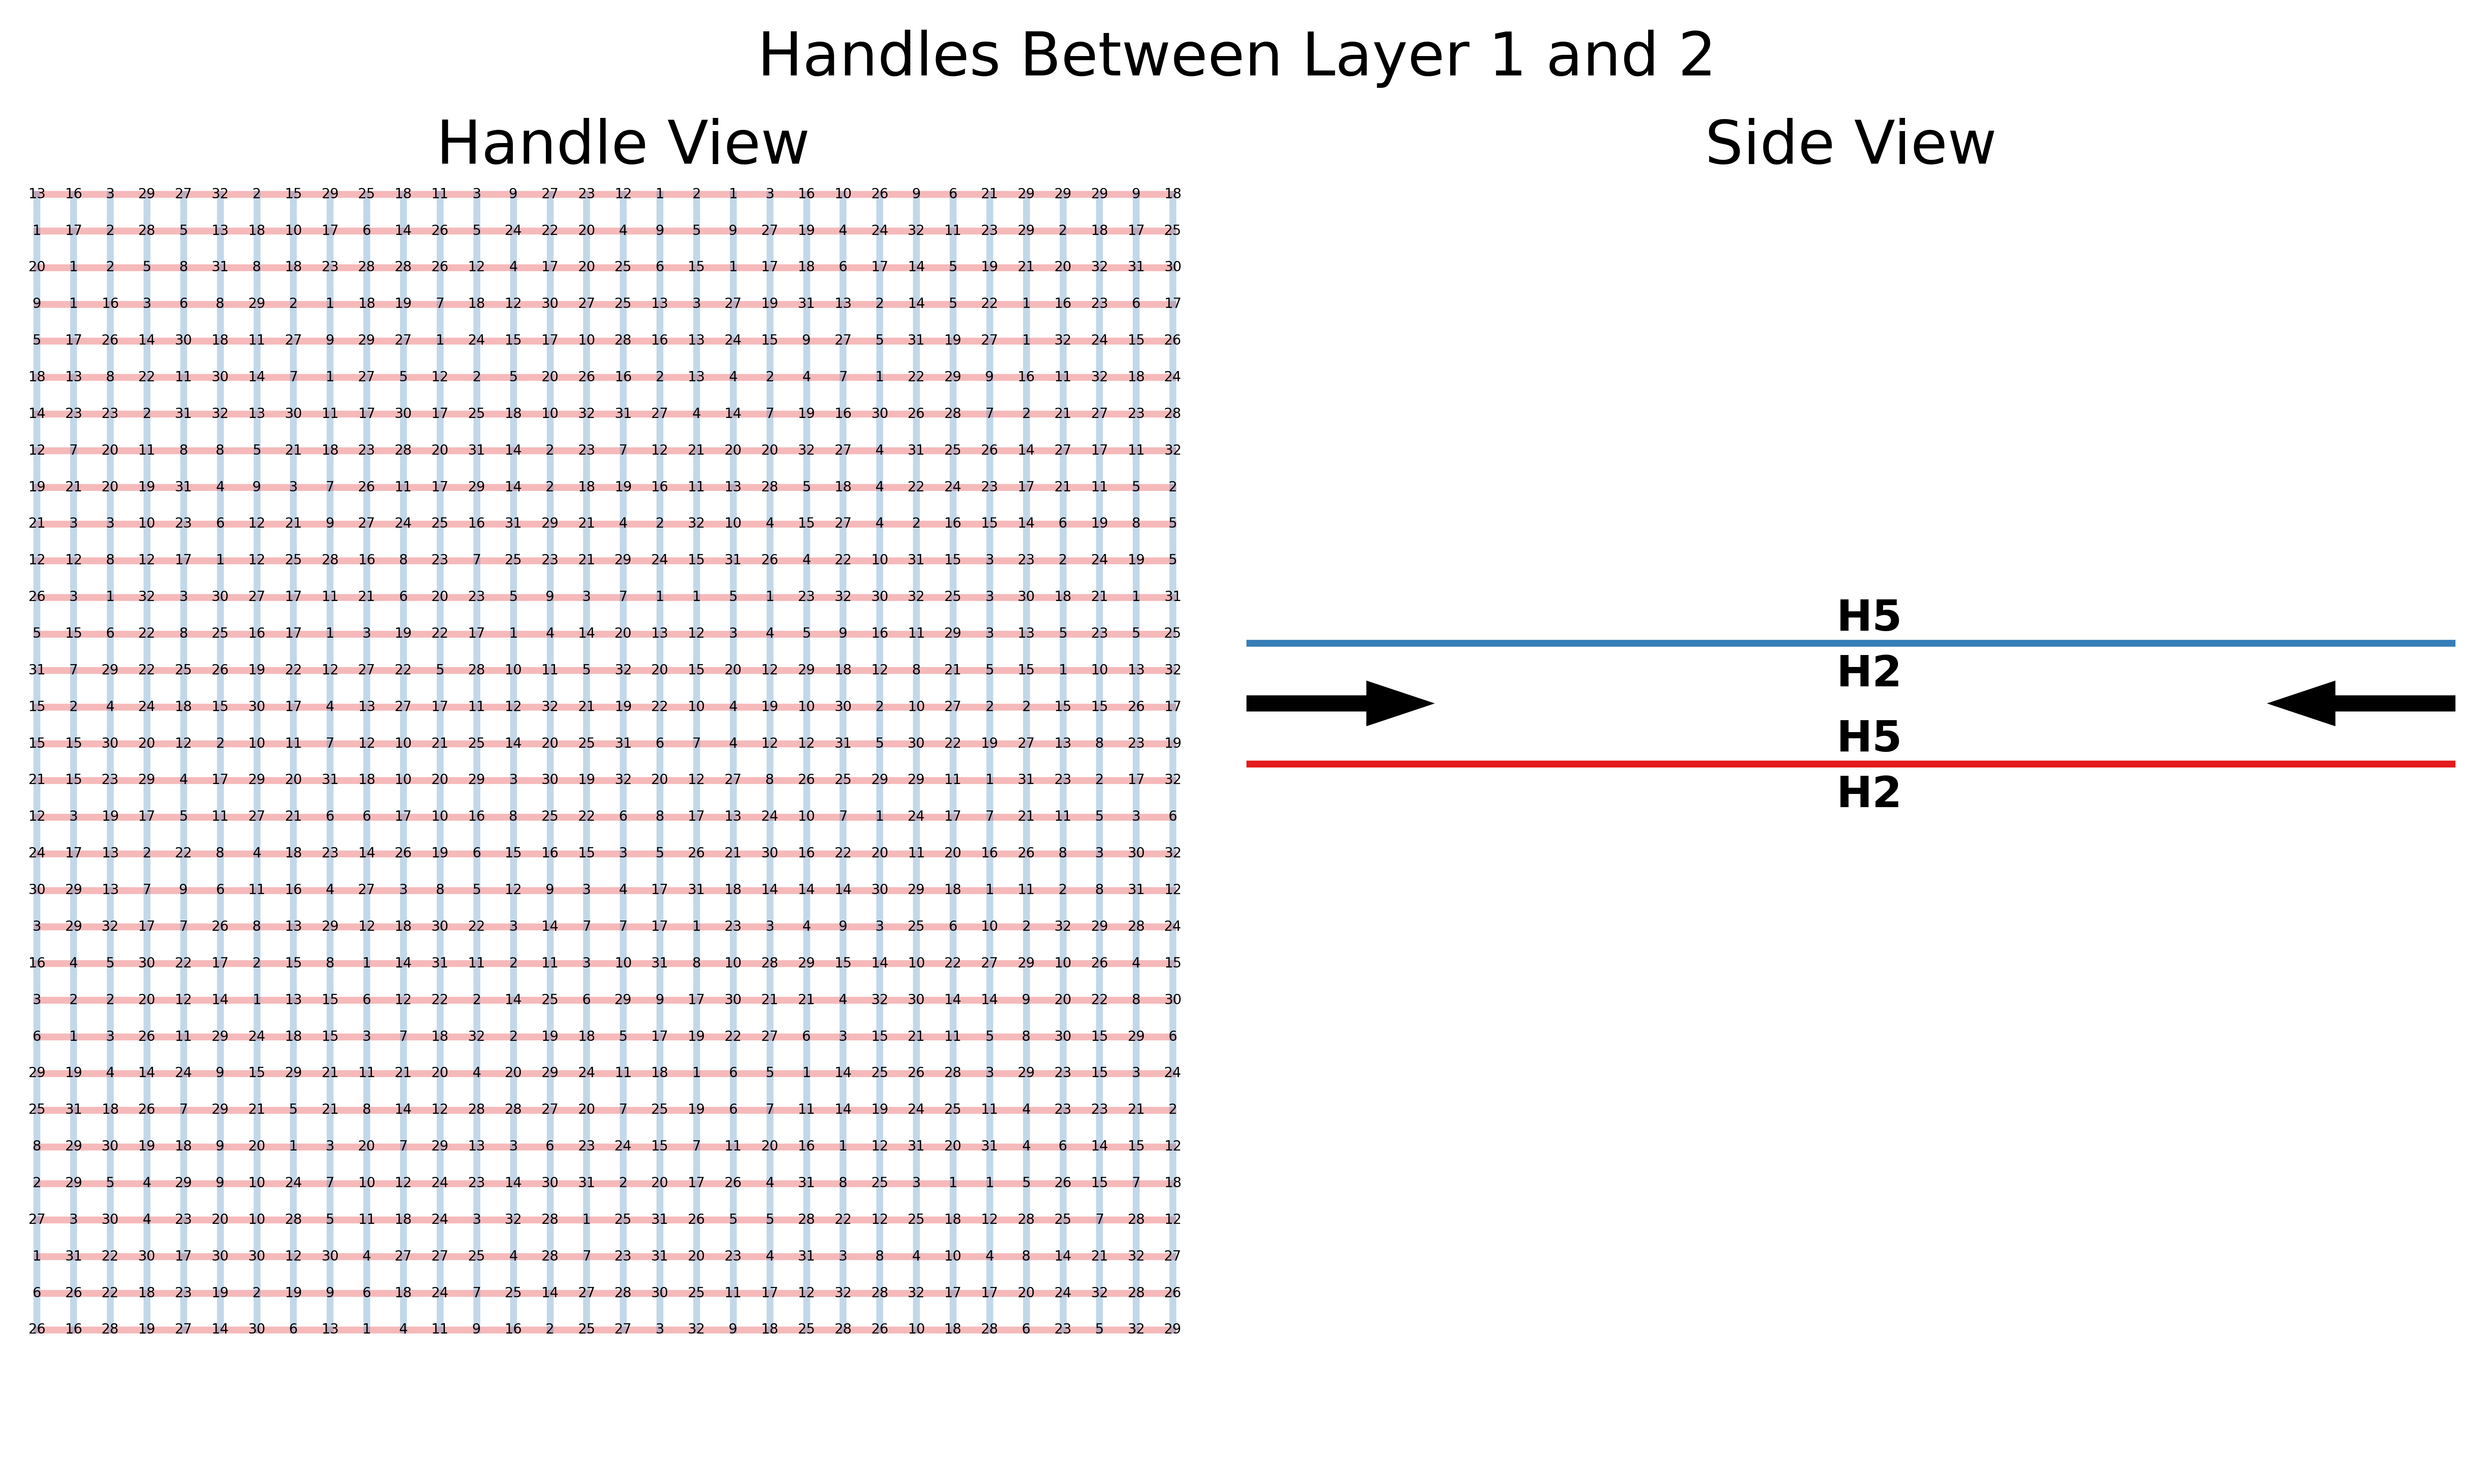 Handles Between Layer 1 and 2
Handle View
Side View
13 16 3 29 27 32 2 15 29 25 18 11 3 9 27 23 12 1 2 1 3 16 10 26 9 6 21 29 29 29 9 18
1 17 2 28 5 13 18 10 17 6 14 26 5 24 22 20 4 9 5 9 27 19 4 24 32 11 23 29 2 18 17 25
20 1 2 5 8 31 8 18 23 28 28 26 12 4 17 20 25 6 15 1 17 18 6 17 14 5 19 21 20 32 31 30
9 1 16 3 6 8 29 2 1 18 19 7 18 12 30 27 25 13 3 27 19 31 13 2 14 5 22 1 16 23 6 17
5 17 26 14 30 18 11 27 9 29 27 1 24 15 17 10 28 16 13 24 15 9 27 5 31 19 27 1 32 24 15 26
18 13 8 22 11 30 14 7 1 27 5 12 2 5 20 26 16 2 13 4 2 4 7 1 22 29 9 16 11 32 18 24
14 23 23 2 31 32 13 30 11 17 30 17 25 18 10 32 31 27 4 14 7 19 16 30 26 28 7 2 21 27 23 28
12 7 20 11 8 8 5 21 18 23 28 20 31 14 2 23 7 12 21 20 20 32 27 4 31 25 26 14 27 17 11 32
19 21 20 19 31 4 9 3 7 26 11 17 29 14 2 18 19 16 11 13 28 5 18 4 22 24 23 17 21 11 5 2
21 3 3 10 23 6 12 21 9 27 24 25 16 31 29 21 4 2 32 10 4 15 27 4 2 16 15 14 6 19 8 5
12 12 8 12 17 1 12 25 28 16 8 23 7 25 23 21 29 24 15 31 26 4 22 10 31 15 3 23 2 24 19 5
26 3 1 32 3 30 27 17 11 21 6 20 23 5 9 3 7 1 1 5 1 23 32 30 32 25 3 30 18 21 1 31
5 15 6 22 8 25 16 17 1 3 19 22 17 1 4 14 20 13 12 3 4 5 9 16 11 29 3 13 5 23 5 25
31 7 29 22 25 26 19 22 12 27 22 5 28 10 11 5 32 20 15 20 12 29 18 12 8 21 5 15 1 10 13 32
15 2 4 24 18 15 30 17 4 13 27 17 11 12 32 21 19 22 10 4 19 10 30 2 10 27 2 2 15 15 26 17
15 15 30 20 12 2 10 11 7 12 10 21 25 14 20 25 31 6 7 4 12 12 31 5 30 22 19 27 13 8 23 19
21 15 23 29 4 17 29 20 31 18 10 20 29 3 30 19 32 20 12 27 8 26 25 29 29 11 1 31 23 2 17 32
12 3 19 17 5 11 27 21 6 6 17 10 16 8 25 22 6 8 17 13 24 10 7 1 24 17 7 21 11 5 3 6
24 17 13 2 22 8 4 18 23 14 26 19 6 15 16 15 3 5 26 21 30 16 22 20 11 20 16 26 8 3 30 32
30 29 13 7 9 6 11 16 4 27 3 8 5 12 9 3 4 17 31 18 14 14 14 30 29 18 1 11 2 8 31 12
3 29 32 17 7 26 8 13 29 12 18 30 22 3 14 7 7 17 1 23 3 4 9 3 25 6 10 2 32 29 28 24
16 4 5 30 22 17 2 15 8 1 14 31 11 2 11 3 10 31 8 10 28 29 15 14 10 22 27 29 10 26 4 15
3 2 2 20 12 14 1 13 15 6 12 22 2 14 25 6 29 9 17 30 21 21 4 32 30 14 14 9 20 22 8 30
6 1 3 26 11 29 24 18 15 3 7 18 32 2 19 18 5 17 19 22 27 6 3 15 21 11 5 8 30 15 29 6
29 19 4 14 24 9 15 29 21 11 21 20 4 20 29 24 11 18 1 6 5 1 14 25 26 28 3 29 23 15 3 24
25 31 18 26 7 29 21 5 21 8 14 12 28 28 27 20 7 25 19 6 7 11 14 19 24 25 11 4 23 23 21 2
8 29 30 19 18 9 20 1 3 20 7 29 13 3 6 23 24 15 7 11 20 16 1 12 31 20 31 4 6 14 15 12
2 29 5 4 29 9 10 24 7 10 12 24 23 14 30 31 2 20 17 26 4 31 8 25 3 1 1 5 26 15 7 18
27 3 30 4 23 20 10 28 5 11 18 24 3 32 28 1 25 31 26 5 5 28 22 12 25 18 12 28 25 7 28 12
1 31 22 30 17 30 30 12 30 4 27 27 25 4 28 7 23 31 20 23 4 31 3 8 4 10 4 8 14 21 32 27
6 26 22 18 23 19 2 19 9 6 18 24 7 25 14 27 28 30 25 11 17 12 32 28 32 17 17 20 24 32 28 26
26 16 28 19 27 14 30 6 13 1 4 11 9 16 2 25 27 3 32 9 18 25 28 26 10 18 28 6 23 5 32 29
H5
H2
H5
H2